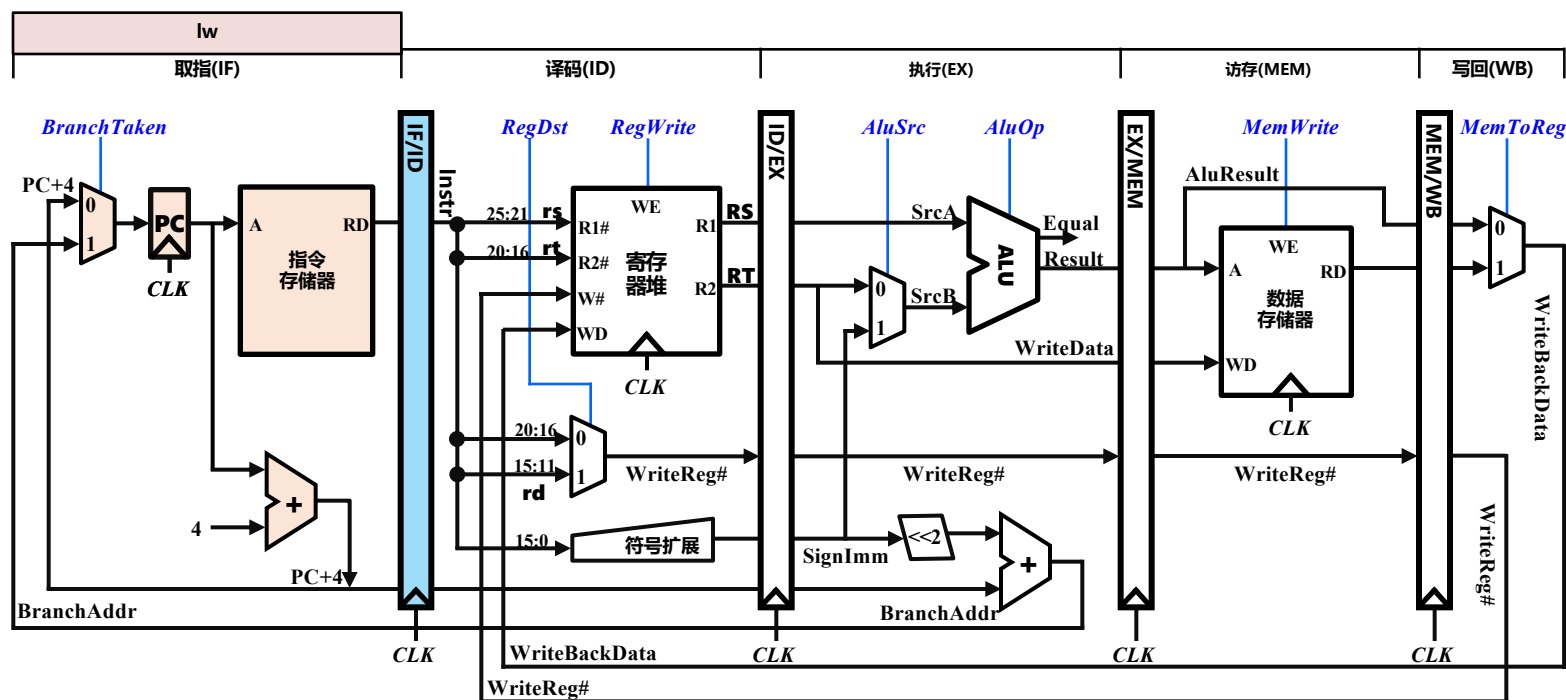 lw
取指(IF)
译码(ID)
执行(EX)
访存(MEM)
写回(WB)
BranchTaken
PC+4
0
1
PC
CLK
A
RD
指令
存储器
4
+
PC+4
BranchAddr
IF/ID
CLK
Instr
RegDst
RegWrite
25:21
rs
20:16
rt
WE
R1#
R2#
W#
WD
寄存
器堆
R1
R2
CLK
RS
RT
20:16
15:11
rd
0
1
WriteReg#
15:0
符号扩展
WriteBackData
WriteReg#
ID/EX
CLK
AluSrc
AluOp
SrcA
0
1
SrcB
ALU
Equal
Result
WriteData
WriteReg#
SignImm
<<2
+
BranchAddr
EX/MEM
CLK
MemWrite
AluResult
WE
A
RD
数据
存储器
WD
CLK
WriteReg#
MEM/WB
CLK
MemToReg
0
1
WriteBackData
WriteReg#